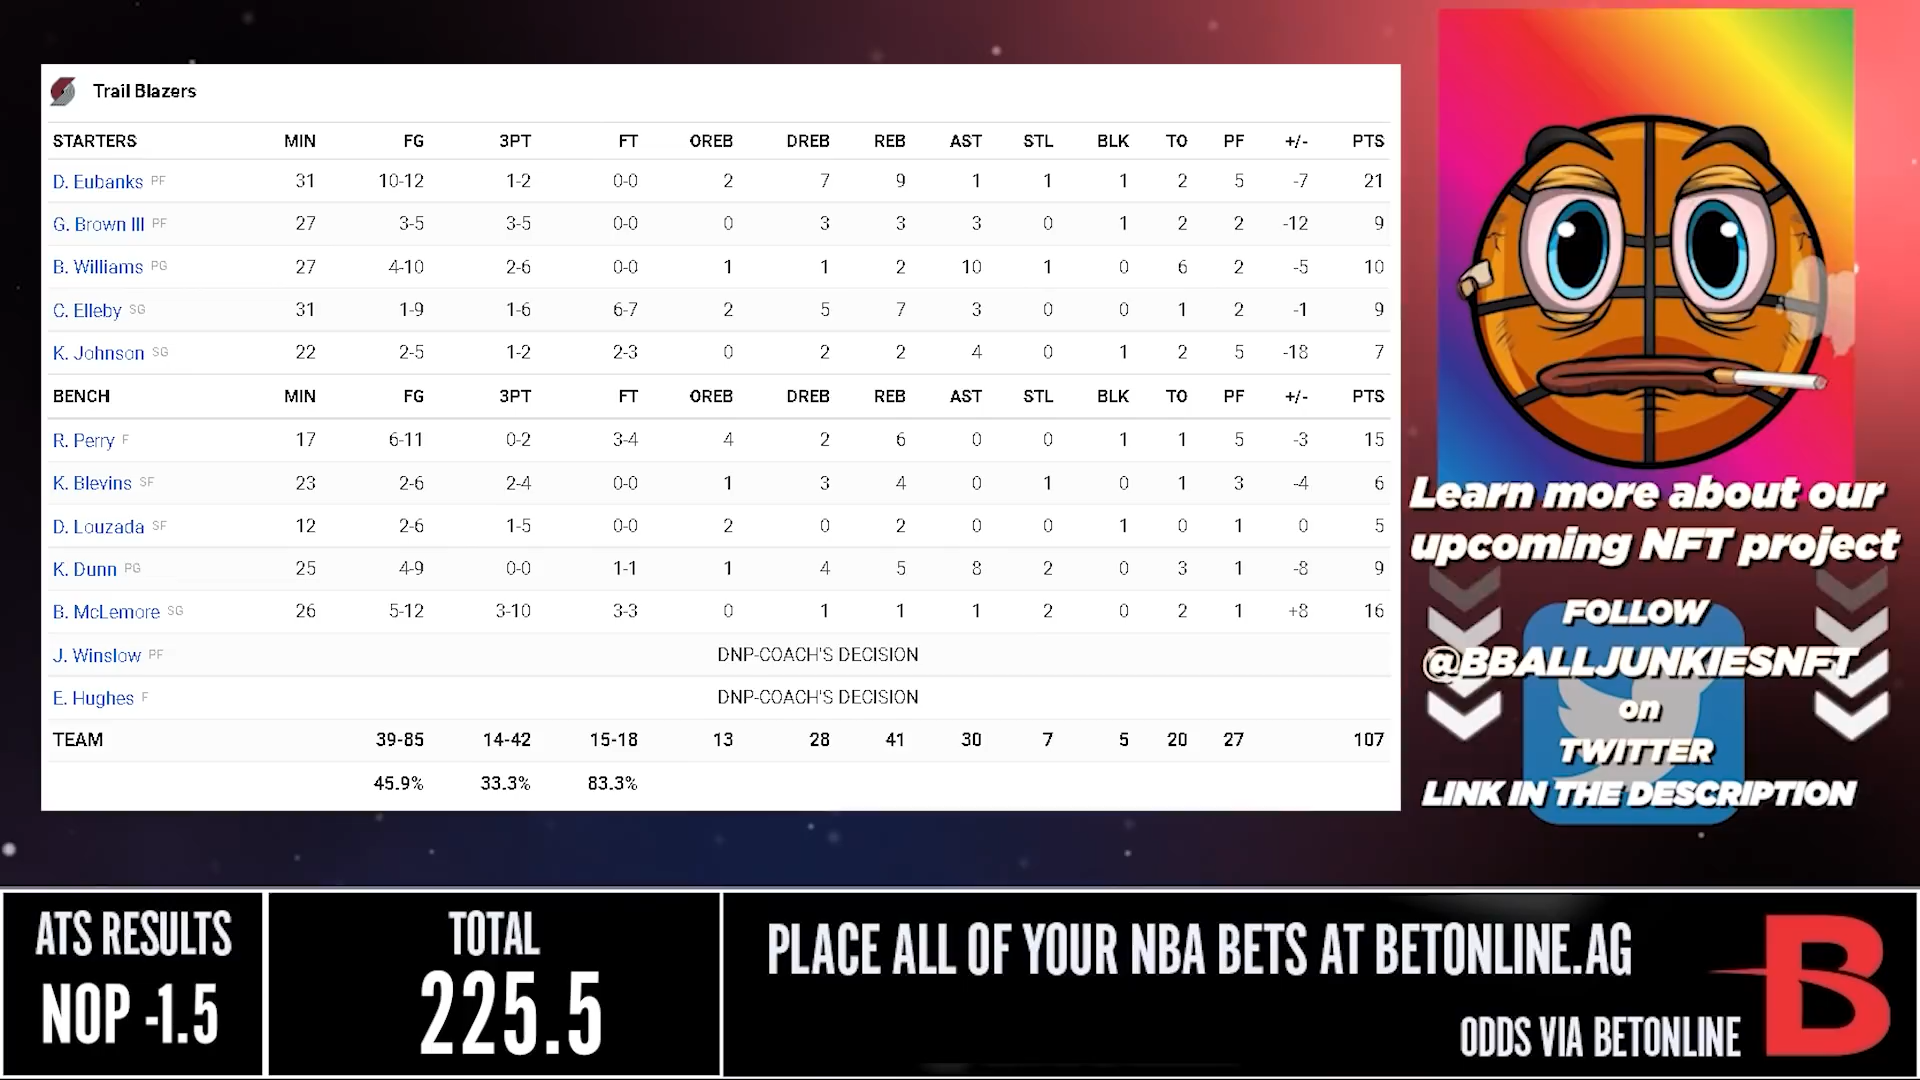 Trail Blazers
STARTERS MIN FG 3PT FT OREB DREB REB AST STL BLK TO PF +/- PTS
D. Eubanks PF 31 10-12 1-2 0-0 2 7 9 1 1 1 2 5 -7 21
G. Brown III PF 27 3-5 3-5 0-0 0 3 3 3 0 1 2 2 -12 9
B. Williams PG 27 4-10 2-6 0-0 1 1 2 10 1 0 6 2 -5 10
C. Elleby SG 31 1-9 1-6 6-7 2 5 7 3 0 0 1 2 -1 9
K. Johnson SG 22 2-5 1-2 2-3 0 2 2 4 0 1 2 5 -18 7
BENCH MIN FG 3PT FT OREB DREB REB AST STL BLK TO PF +/- PTS
R. Perry F 17 6-11 0-2 3-4 4 2 6 0 0 1 1 5 -3 15
K. Blevins SF 23 2-6 2-4 0-0 1 3 4 0 1 0 1 3 -4 6
D. Louzada SF 12 2-6 1-5 0-0 2 0 2 0 0 1 0 1 0 5
K. Dunn PG 25 4-9 0-0 1-1 1 4 5 8 2 0 3 1 -8 9
B. McLemore SG 26 5-12 3-10 3-3 0 1 1 1 2 0 2 1 +8 16
J. Winslow PF DNP-COACH'S DECISION
E. Hughes F DNP-COACH'S DECISION
TEAM 39-85 14-42 15-18 13 28 41 30 7 5 20 27 107
45.9% 33.3% 83.3%
Learn more about our
upcoming NFT project
FOLLOW
@BBALLJUNKIESNFT
on
TWITTER
LINK IN THE DESCRIPTION
ATS RESULTS
NOP -1.5
TOTAL
225.5
PLACE ALL OF YOUR NBA BETS AT BETONLINE.AG
ODDS VIA BETONLINE
B